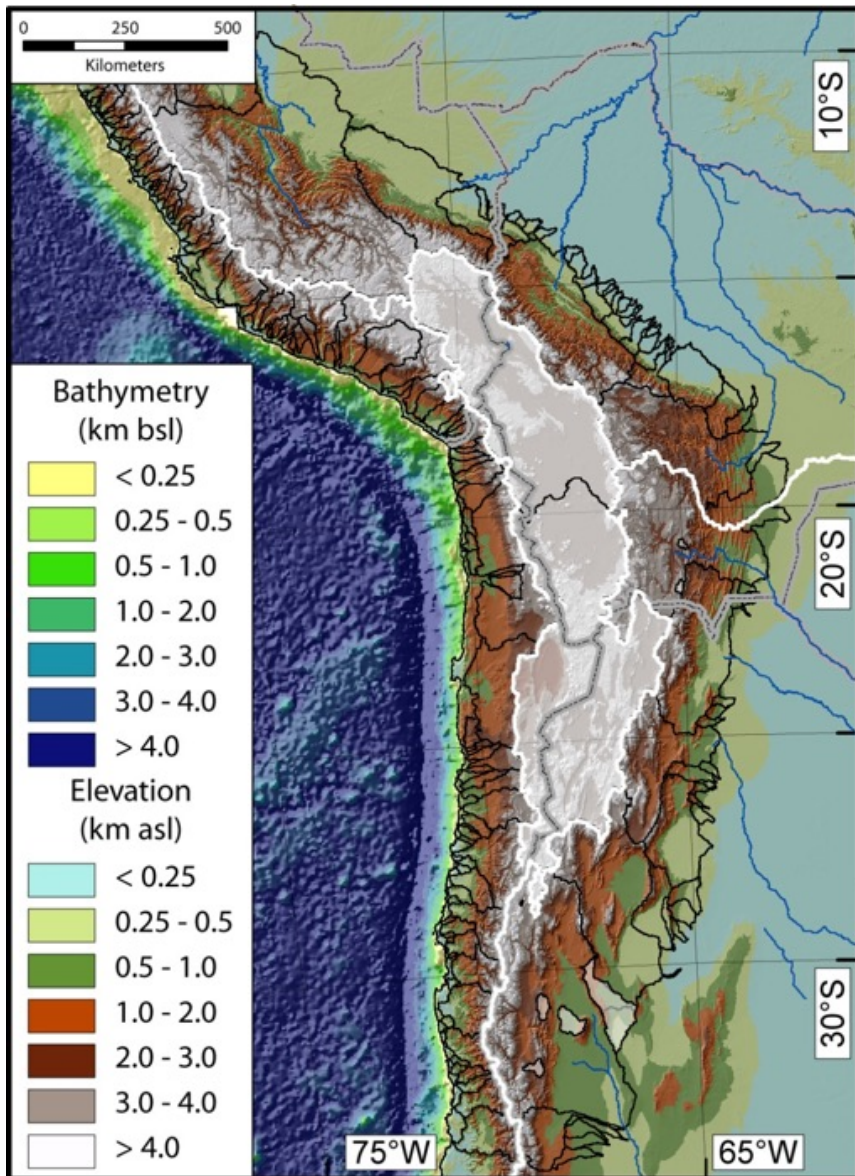 0 250 500
Kilometers
10°S
Bathymetry
(km bsl)
< 0.25
0.25 - 0.5
0.5 - 1.0
1.0 - 2.0
2.0 - 3.0
3.0 - 4.0
> 4.0
20°S
Elevation
(km asl)
< 0.25
0.25 - 0.5
0.5 - 1.0
1.0 - 2.0
2.0 - 3.0
3.0 - 4.0
> 4.0
30°S
75°W 65°W